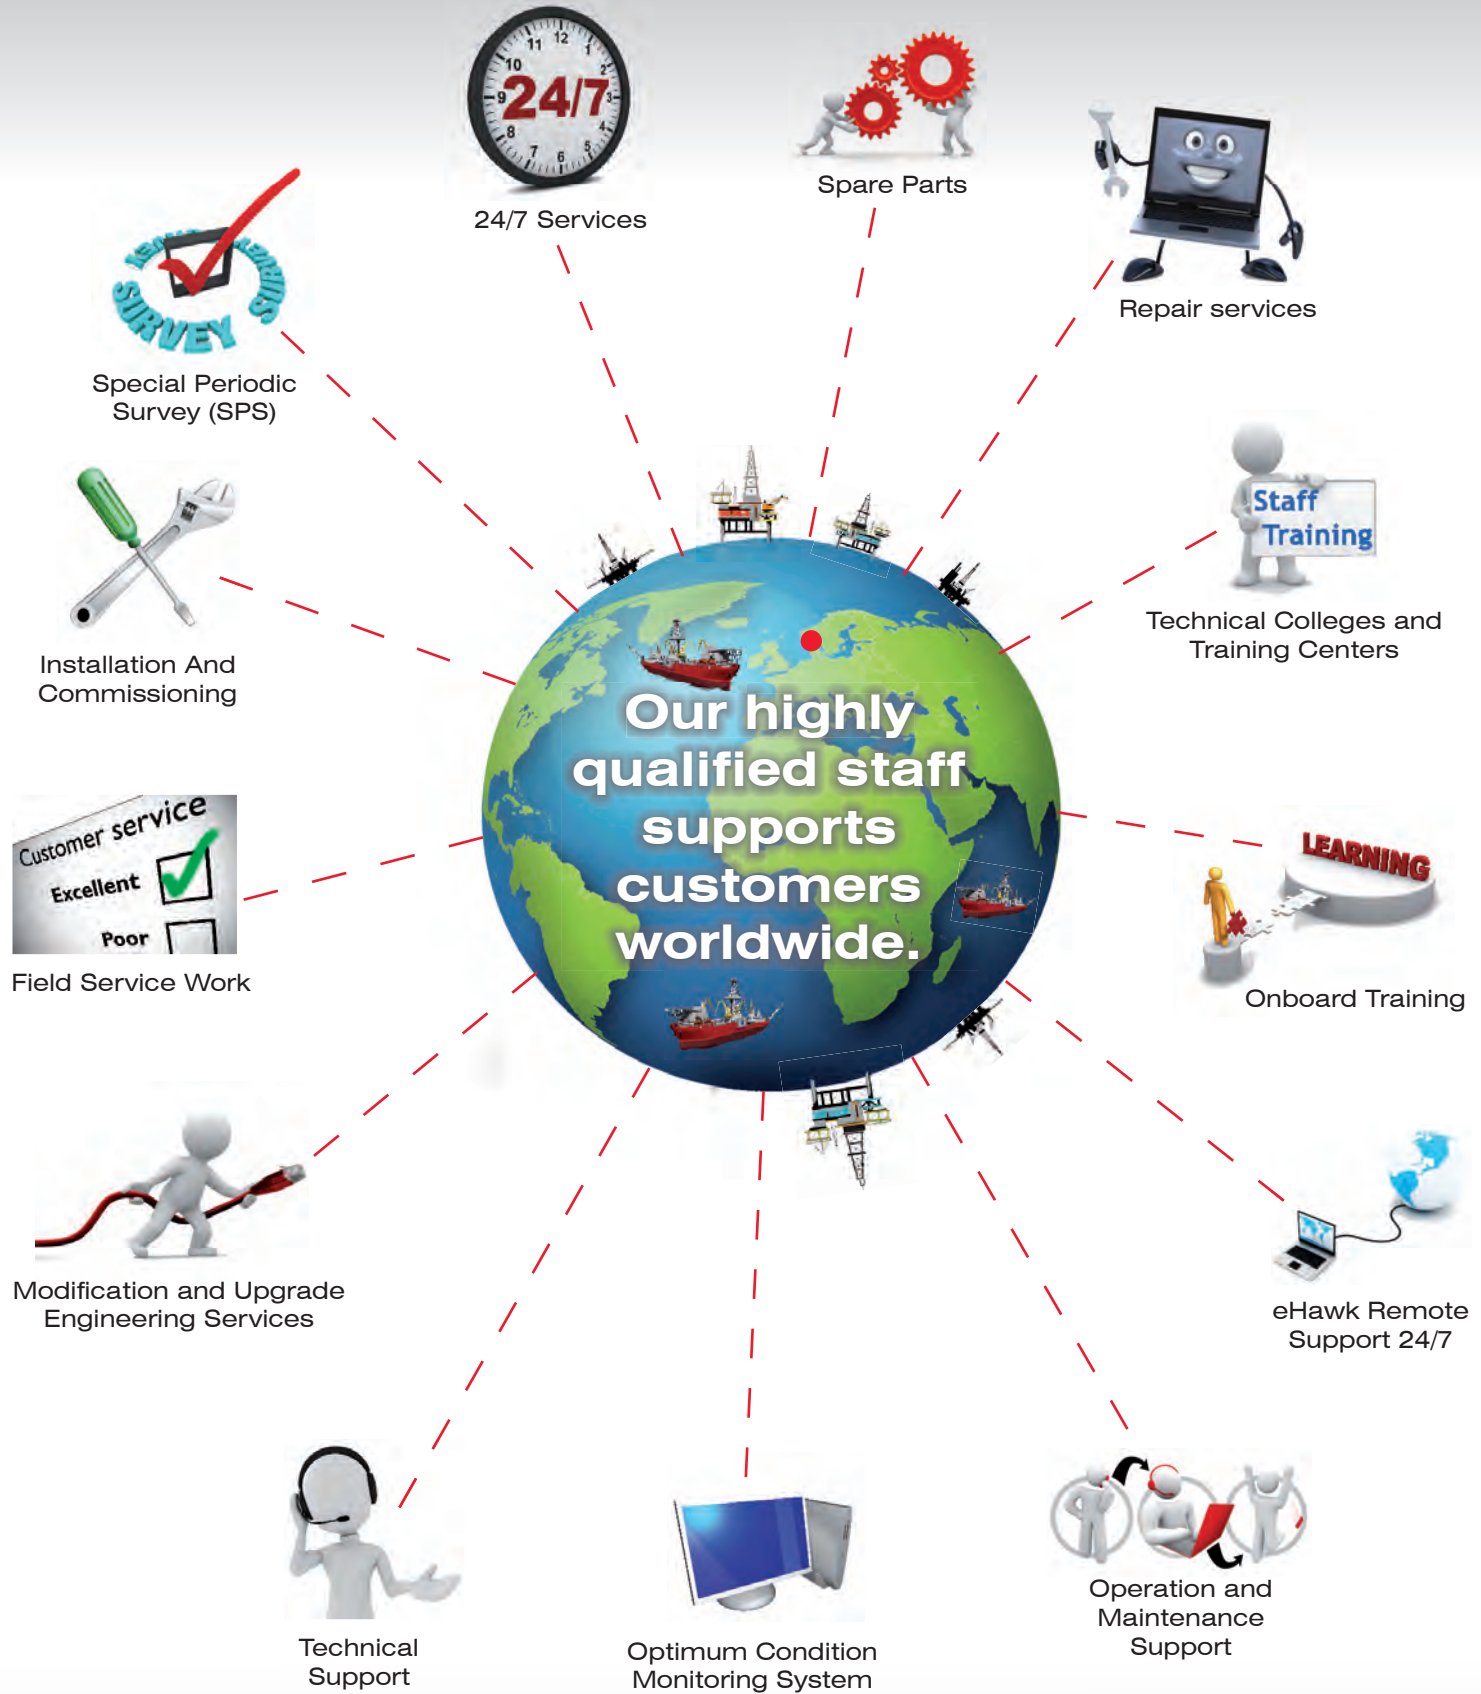 12
1
2
3
4
5
6
7
8
9
10
11
24/7
24/7 Services
Spare Parts
Repair services
SURVEY
SURVEY
SURVEY
Special Periodic
Survey (SPS)
Staff
Training
Technical Colleges and
Training Centers
Installation And
Commissioning
Our highly
qualified staff
supports
customers
worldwide.
Customer service
Excellent
Poor
Field Service Work
LEARNING
Onboard Training
Modification and Upgrade
Engineering Services
eHawk Remote
Support 24/7
Technical
Support
Optimum Condition
Monitoring System
Operation and
Maintenance
Support